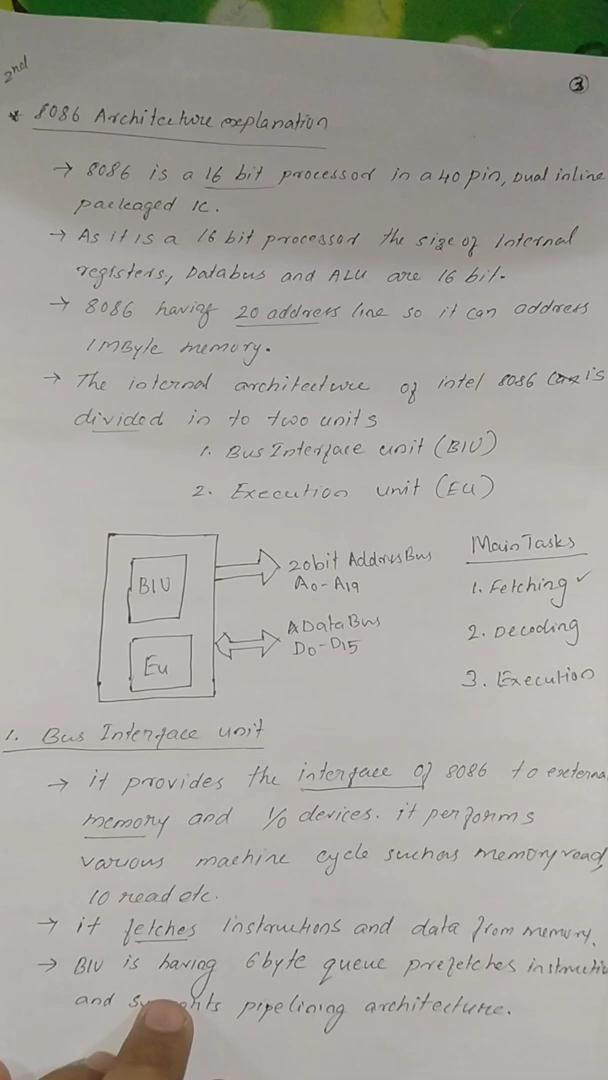 2nd
③
* 8086 Architecture explanation
→ 8086 is a 16 bit processor in a 40 pin, Dual inline
packaged IC.
→ As it is a 16 bit processor the size of Internal
registers, Databus and ALU are 16 bit.
→ 8086 having 20 address line so it can address
1MByte memory.
→ The internal architecture of intel 8086 is
divided in to two units
1. Bus Interface unit (BIU)
2. Execution unit (EU)
BIU
Eu
20bit Address Bus
A0-A19
Data Bus
D0-D15
Main Tasks
1. Fetching ✓
2. Decoding
3. Execution
1. Bus Interface unit
→ it provides the interface of 8086 to externa
memory and I/O devices. it performs
various machine cycle such as memory read,
IO read etc.
→ it fetches Instructions and data from memory.
→ BIU is having 6byte queue prefetches instructio
and pipelining architecture.